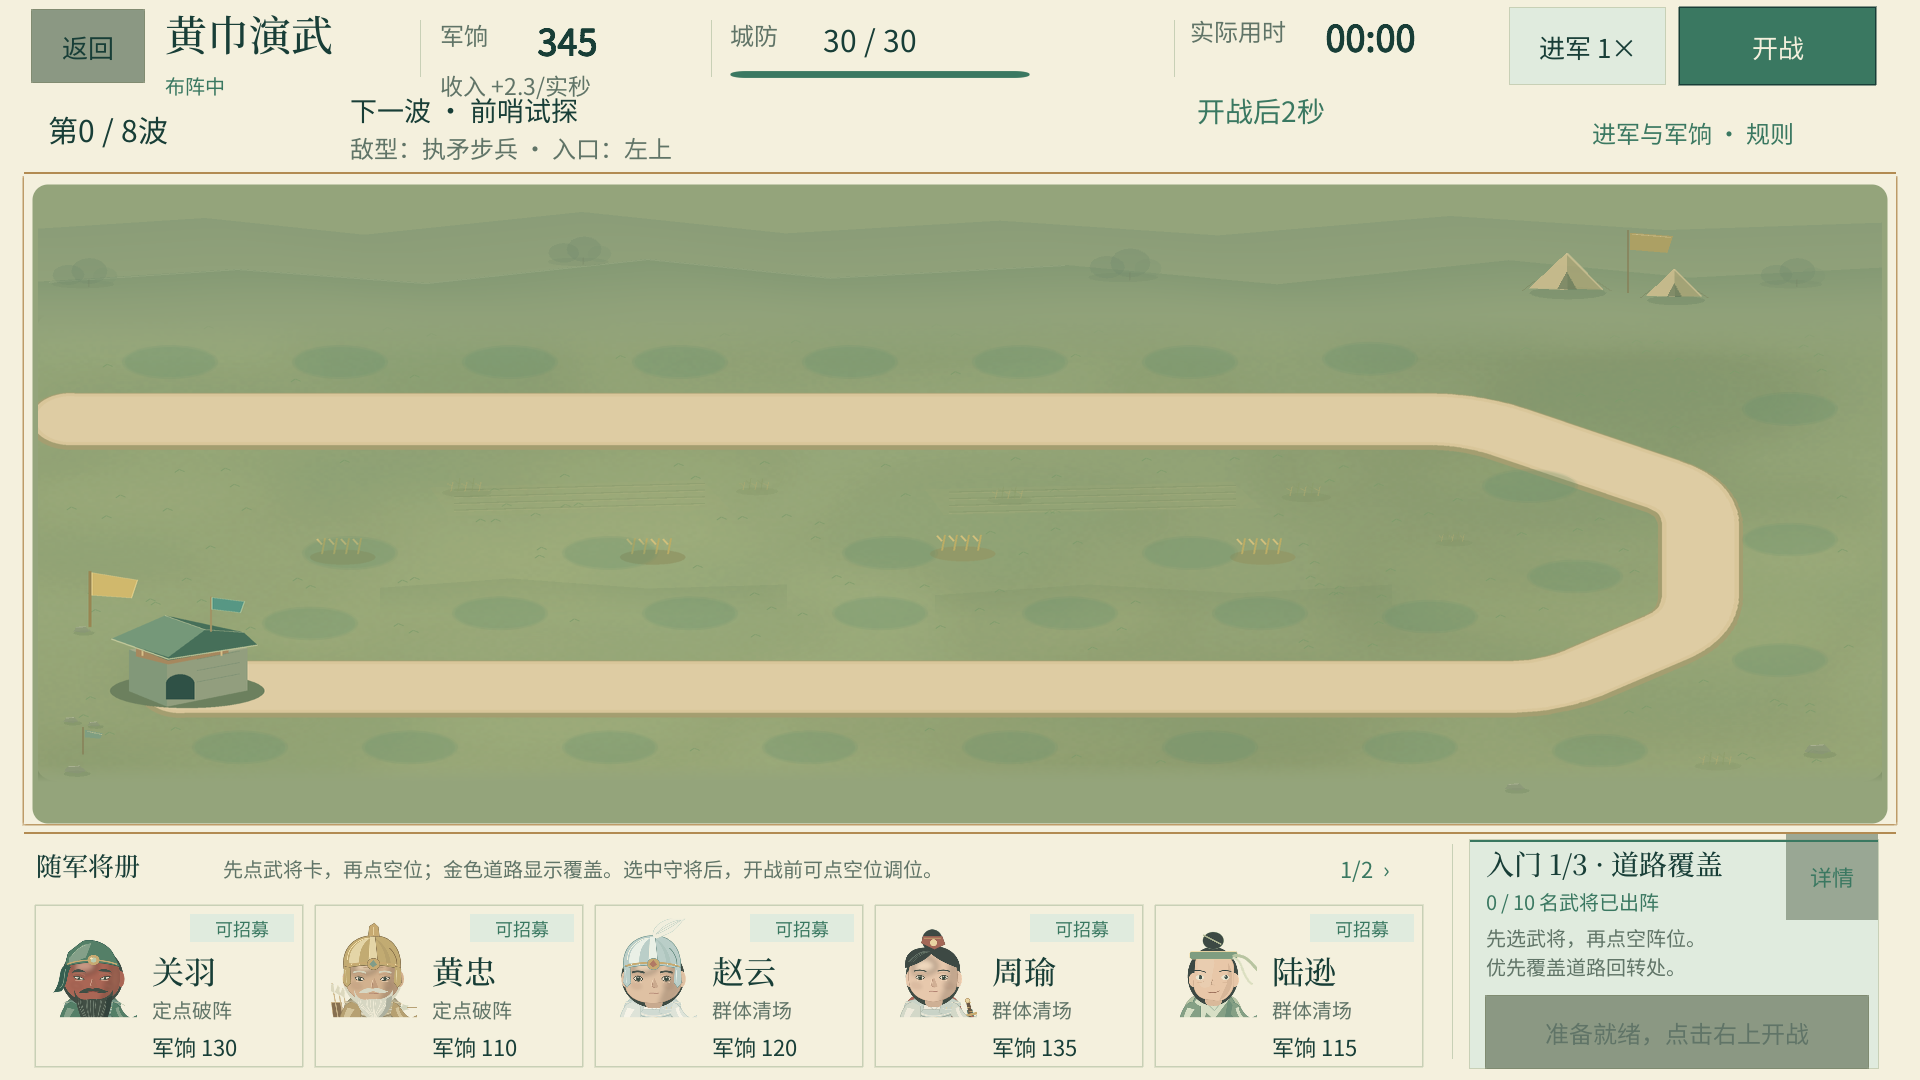 返回
黄巾演武
布阵中
军饷
345
收入 +2.3/实秒
城防
30 / 30
实际用时
00:00
进军 1×
开战
第0 / 8波
下一波 · 前哨试探
敌型：执矛步兵 · 入口：左上
开战后2秒
进军与军饷 · 规则
随军将册
先点武将卡，再点空位；金色道路显示覆盖。选中守将后，开战前可点空位调位。
1/2 ›
可招募
关羽
定点破阵
军饷 130
可招募
黄忠
定点破阵
军饷 110
可招募
赵云
群体清场
军饷 120
可招募
周瑜
群体清场
军饷 135
可招募
陆逊
群体清场
军饷 115
入门 1/3 · 道路覆盖
详情
0 / 10 名武将已出阵
先选武将，再点空阵位。
优先覆盖道路回转处。
准备就绪，点击右上开战